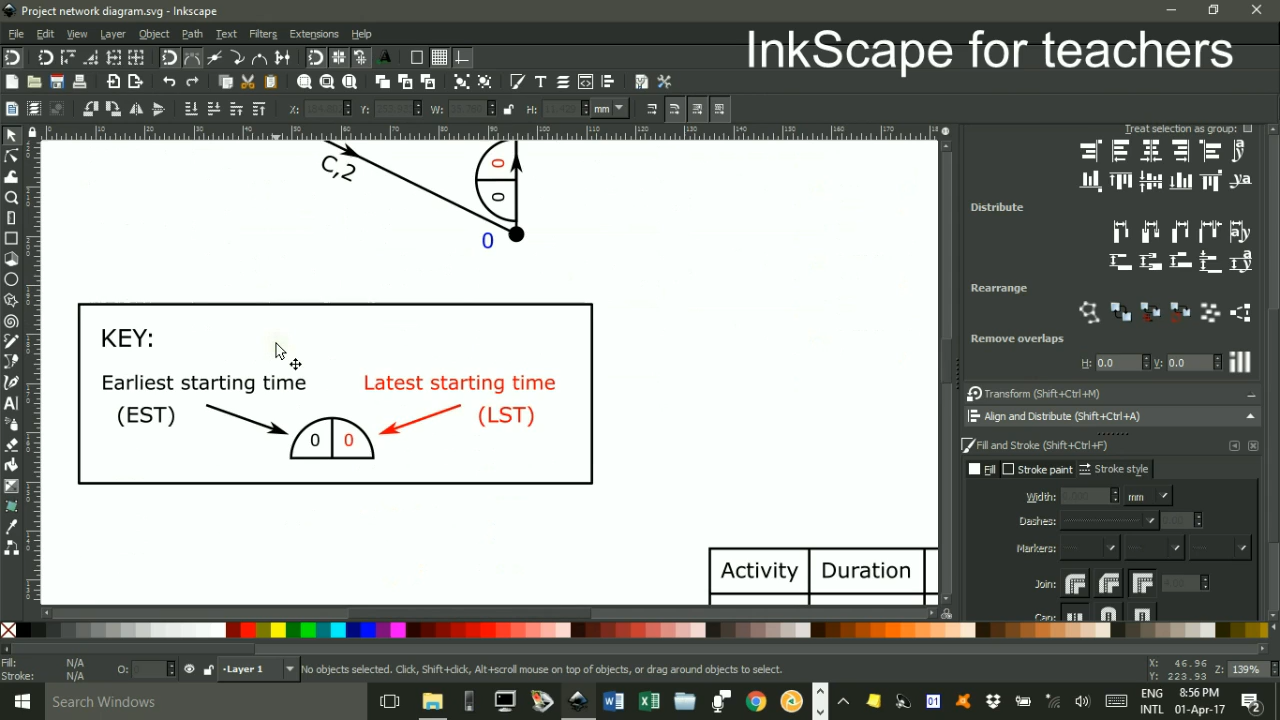 Project network diagram.svg - Inkscape
File Edit View Layer Object Path Text Filters Extensions Help
InkScape for teachers
X: Y: W: H: mm
Treat selection as group:
Distribute
Rearrange
Remove overlaps
H: 0.0 V: 0.0
Transform (Shift+Ctrl+M)
Align and Distribute (Shift+Ctrl+A)
Fill and Stroke (Shift+Ctrl+F)
Fill Stroke paint Stroke style
Width: 0.000 mm
Dashes:
Markers:
Join:
Cap:
C,2
0
0
0
KEY:
Earliest starting time Latest starting time
(EST) (LST)
0 0
Activity Duration
Fill: N/A O: Layer 1 No objects selected. Click, Shift+click, Alt+scroll mouse on top of objects, or drag around objects to select. X: 46.96 Z: 139%
Stroke: N/A Y: 223.93
Search Windows
ENG 8:56 PM
INTL 01-Apr-17